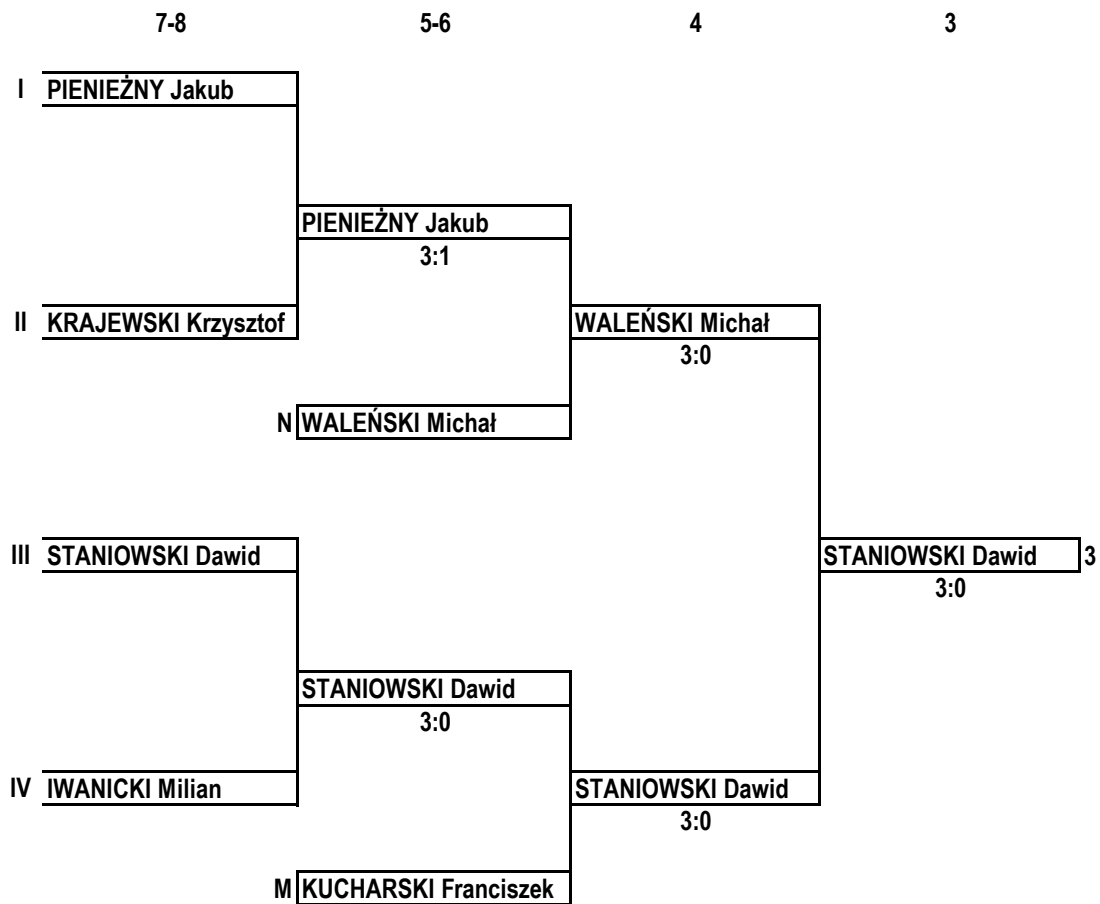 7-8 5-6 4 3
I PIENIEŻNY Jakub
PIENIEŻNY Jakub
3:1
II KRAJEWSKI Krzysztof WALEŃSKI Michał
3:0
N WALEŃSKI Michał
III STANIOWSKI Dawid STANIOWSKI Dawid 3
3:0
STANIOWSKI Dawid
3:0
IV IWANICKI Milian STANIOWSKI Dawid
3:0
M KUCHARSKI Franciszek